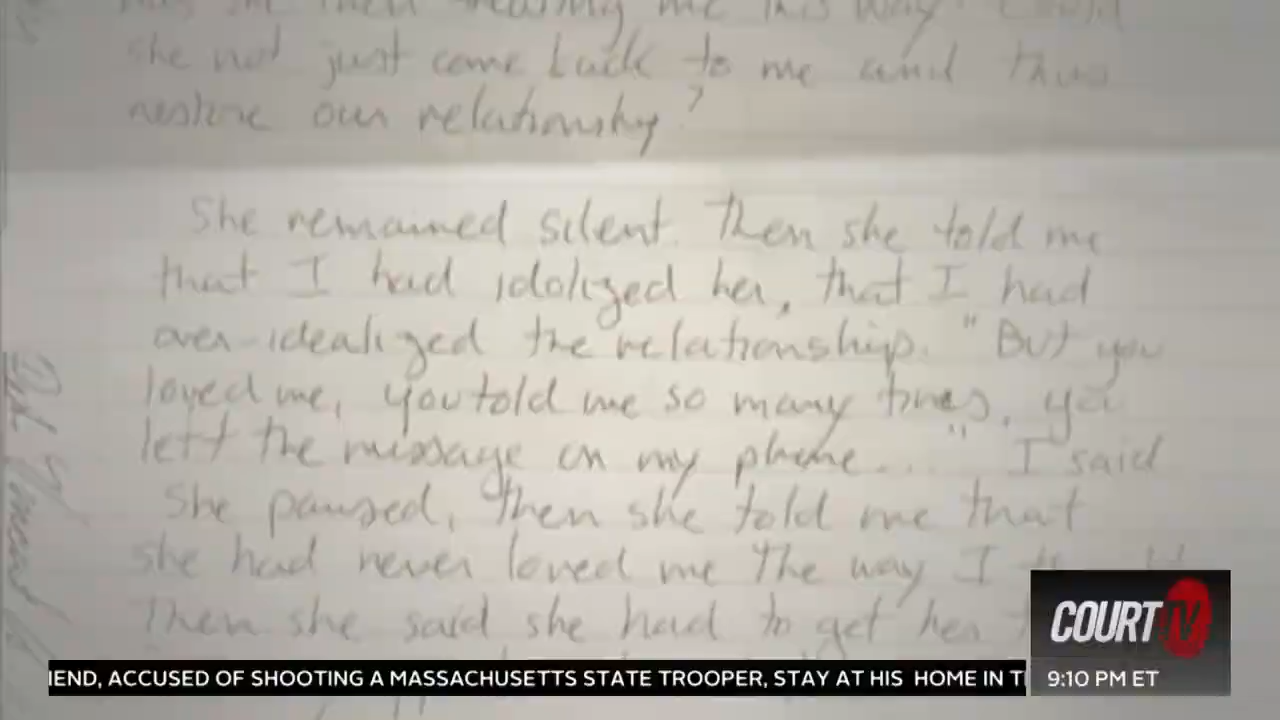 she not just come back to me and thus
restore our relationship?
She remained silent. Then she told me
that I had idolized her, that I had
over-idealized the relationship. "But you
loved me, you told me so many times, you
left the message on my phone...." I said
She paused, then she told me that
she had never loved me the way I
Then she said she had to get her
COURT TV
IEND, ACCUSED OF SHOOTING A MASSACHUSETTS STATE TROOPER, STAY AT HIS HOME IN T
9:10 PM ET